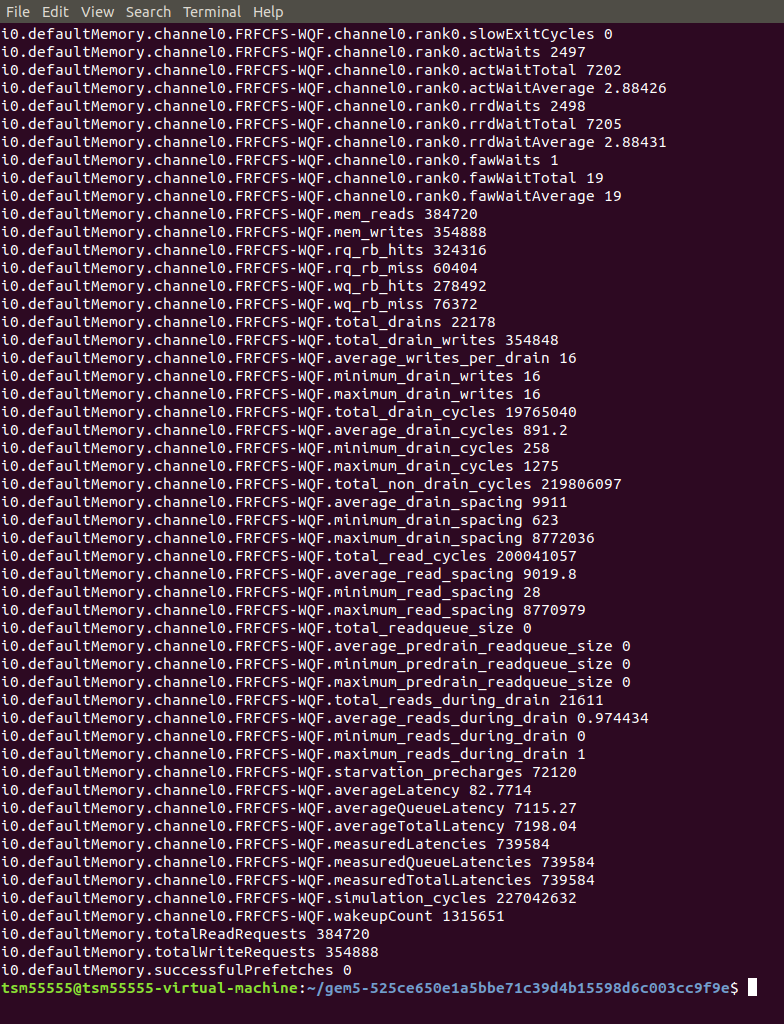 File Edit View Search Terminal Help
i0.defaultMemory.channel0.FRFCFS-WQF.channel0.rank0.slowExitCycles 0
i0.defaultMemory.channel0.FRFCFS-WQF.channel0.rank0.actWaits 2497
i0.defaultMemory.channel0.FRFCFS-WQF.channel0.rank0.actWaitTotal 7202
i0.defaultMemory.channel0.FRFCFS-WQF.channel0.rank0.actWaitAverage 2.88426
i0.defaultMemory.channel0.FRFCFS-WQF.channel0.rank0.rrdWaits 2498
i0.defaultMemory.channel0.FRFCFS-WQF.channel0.rank0.rrdWaitTotal 7205
i0.defaultMemory.channel0.FRFCFS-WQF.channel0.rank0.rrdWaitAverage 2.88431
i0.defaultMemory.channel0.FRFCFS-WQF.channel0.rank0.fawWaits 1
i0.defaultMemory.channel0.FRFCFS-WQF.channel0.rank0.fawWaitTotal 19
i0.defaultMemory.channel0.FRFCFS-WQF.channel0.rank0.fawWaitAverage 19
i0.defaultMemory.channel0.FRFCFS-WQF.mem_reads 384720
i0.defaultMemory.channel0.FRFCFS-WQF.mem_writes 354888
i0.defaultMemory.channel0.FRFCFS-WQF.rq_rb_hits 324316
i0.defaultMemory.channel0.FRFCFS-WQF.rq_rb_miss 60404
i0.defaultMemory.channel0.FRFCFS-WQF.wq_rb_hits 278492
i0.defaultMemory.channel0.FRFCFS-WQF.wq_rb_miss 76372
i0.defaultMemory.channel0.FRFCFS-WQF.total_drains 22178
i0.defaultMemory.channel0.FRFCFS-WQF.total_drain_writes 354848
i0.defaultMemory.channel0.FRFCFS-WQF.average_writes_per_drain 16
i0.defaultMemory.channel0.FRFCFS-WQF.minimum_drain_writes 16
i0.defaultMemory.channel0.FRFCFS-WQF.maximum_drain_writes 16
i0.defaultMemory.channel0.FRFCFS-WQF.total_drain_cycles 19765040
i0.defaultMemory.channel0.FRFCFS-WQF.average_drain_cycles 891.2
i0.defaultMemory.channel0.FRFCFS-WQF.minimum_drain_cycles 258
i0.defaultMemory.channel0.FRFCFS-WQF.maximum_drain_cycles 1275
i0.defaultMemory.channel0.FRFCFS-WQF.total_non_drain_cycles 219806097
i0.defaultMemory.channel0.FRFCFS-WQF.average_drain_spacing 9911
i0.defaultMemory.channel0.FRFCFS-WQF.minimum_drain_spacing 623
i0.defaultMemory.channel0.FRFCFS-WQF.maximum_drain_spacing 8772036
i0.defaultMemory.channel0.FRFCFS-WQF.total_read_cycles 200041057
i0.defaultMemory.channel0.FRFCFS-WQF.average_read_spacing 9019.8
i0.defaultMemory.channel0.FRFCFS-WQF.minimum_read_spacing 28
i0.defaultMemory.channel0.FRFCFS-WQF.maximum_read_spacing 8770979
i0.defaultMemory.channel0.FRFCFS-WQF.total_readqueue_size 0
i0.defaultMemory.channel0.FRFCFS-WQF.average_predrain_readqueue_size 0
i0.defaultMemory.channel0.FRFCFS-WQF.minimum_predrain_readqueue_size 0
i0.defaultMemory.channel0.FRFCFS-WQF.maximum_predrain_readqueue_size 0
i0.defaultMemory.channel0.FRFCFS-WQF.total_reads_during_drain 21611
i0.defaultMemory.channel0.FRFCFS-WQF.average_reads_during_drain 0.974434
i0.defaultMemory.channel0.FRFCFS-WQF.minimum_reads_during_drain 0
i0.defaultMemory.channel0.FRFCFS-WQF.maximum_reads_during_drain 1
i0.defaultMemory.channel0.FRFCFS-WQF.starvation_precharges 72120
i0.defaultMemory.channel0.FRFCFS-WQF.averageLatency 82.7714
i0.defaultMemory.channel0.FRFCFS-WQF.averageQueueLatency 7115.27
i0.defaultMemory.channel0.FRFCFS-WQF.averageTotalLatency 7198.04
i0.defaultMemory.channel0.FRFCFS-WQF.measuredLatencies 739584
i0.defaultMemory.channel0.FRFCFS-WQF.measuredQueueLatencies 739584
i0.defaultMemory.channel0.FRFCFS-WQF.measuredTotalLatencies 739584
i0.defaultMemory.channel0.FRFCFS-WQF.simulation_cycles 227042632
i0.defaultMemory.channel0.FRFCFS-WQF.wakeupCount 1315651
i0.defaultMemory.totalReadRequests 384720
i0.defaultMemory.totalWriteRequests 354888
i0.defaultMemory.successfulPrefetches 0
tsm55555@tsm55555-virtual-machine:~/gem5-525ce650e1a5bbe71c39d4b15598d6c003cc9f9e$